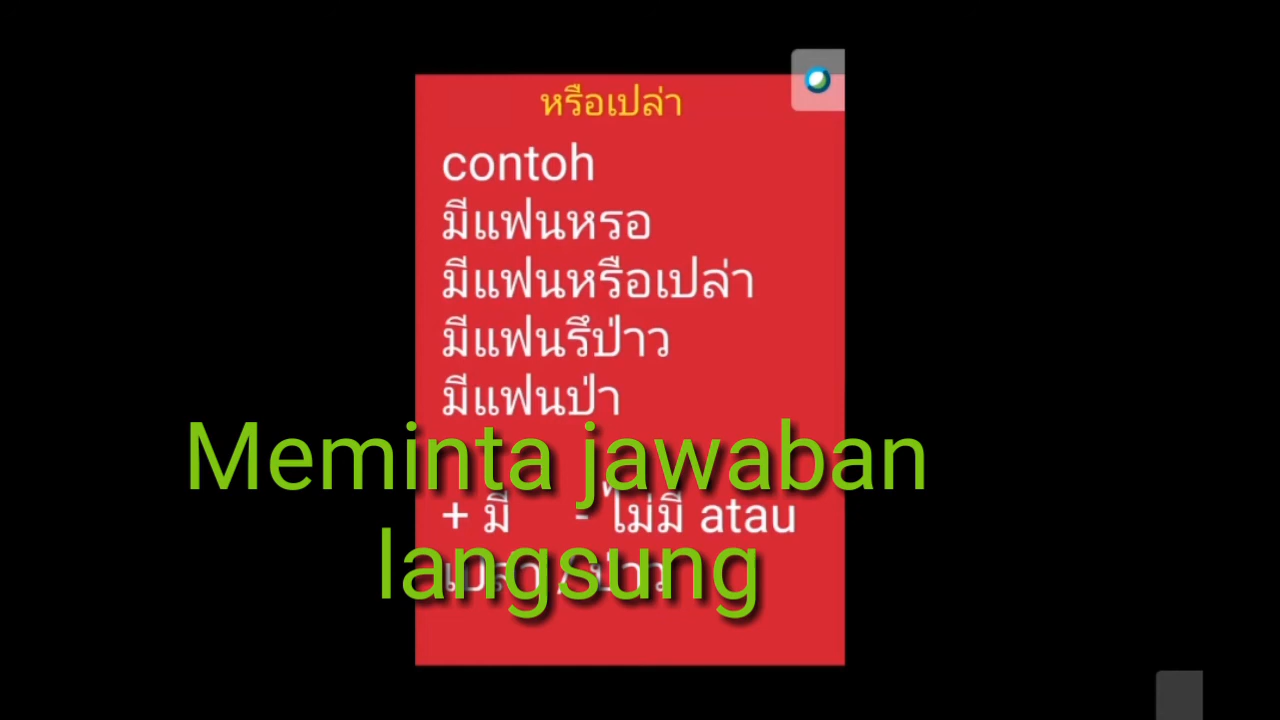 หรือเปล่า
contoh
มีแฟนหรอ
มีแฟนหรือเปล่า
มีแฟนรึป่าว
มีแฟนป่า
Meminta jawaban
+ มี - ไม่มี atau
langsung